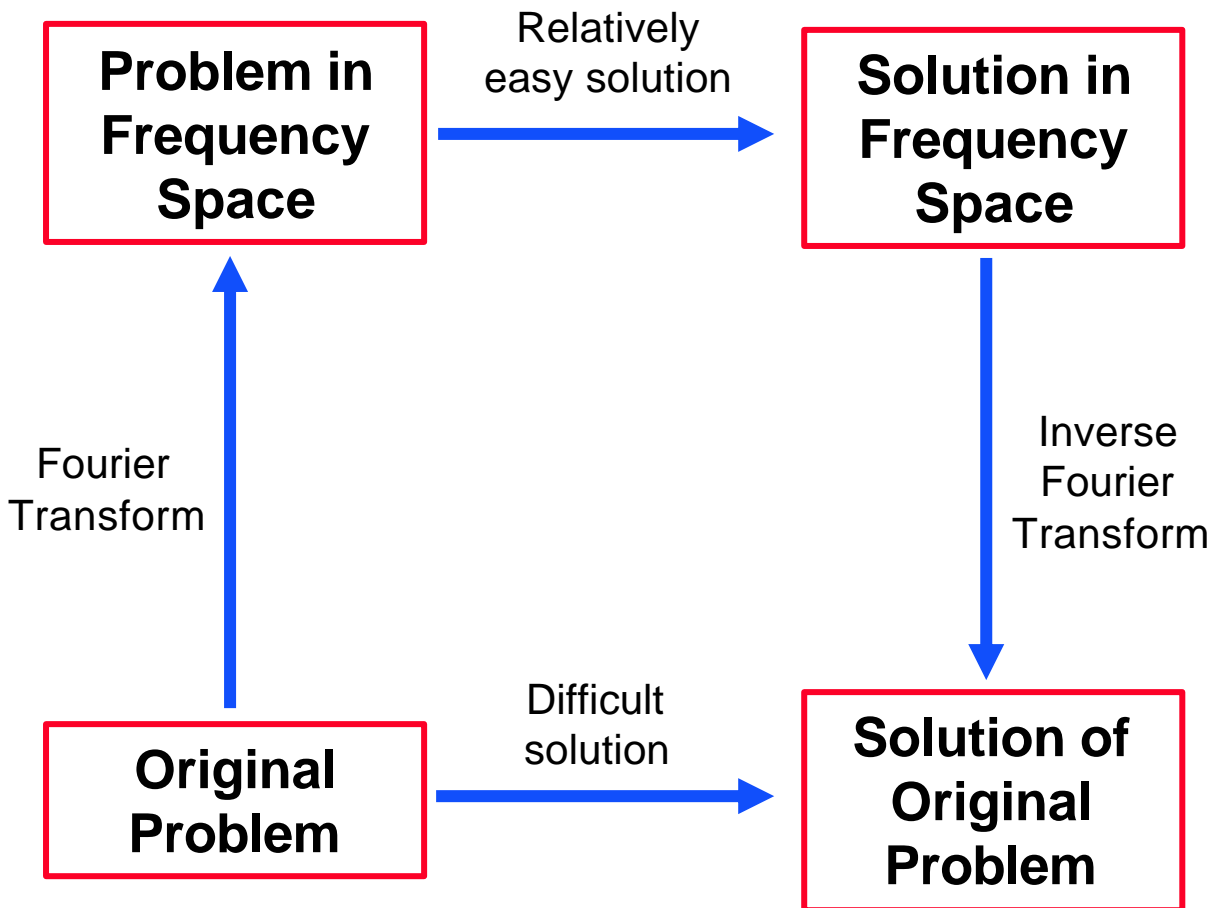 Problem in
Frequency
Space
Relatively
easy solution
Solution in
Frequency
Space
Fourier
Transform
Inverse
Fourier
Transform
Original
Problem
Difficult
solution
Solution of
Original
Problem